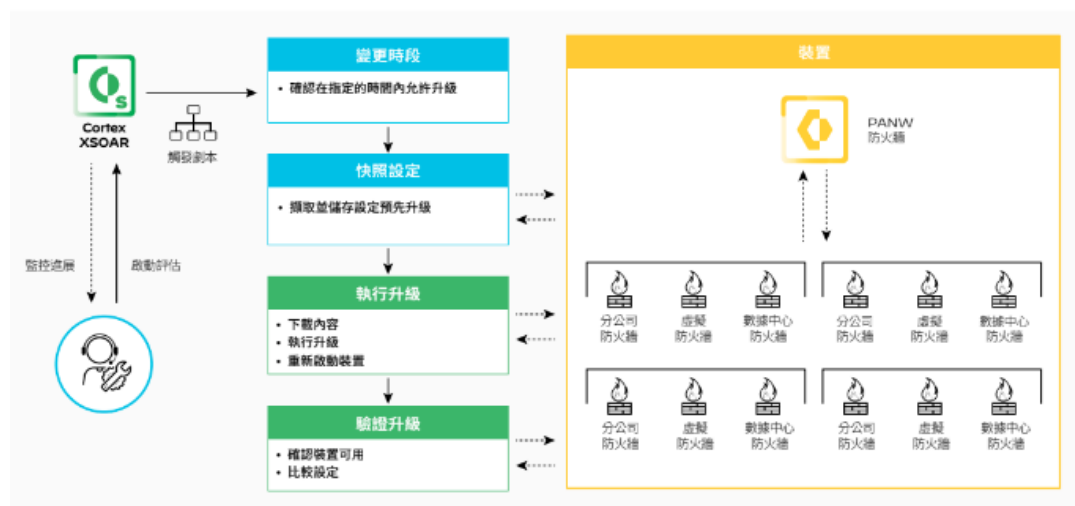 Cortex
XSOAR
觸發劇本
監控進展
啟動評估
變更時段
• 確認在指定的時間內允許升級
快照設定
• 擷取並儲存設定預先升級
執行升級
• 下載內容
• 執行升級
• 重新啟動裝置
驗證升級
• 確認裝置可用
• 比較設定
裝置
PANW
防火牆
分公司
防火牆
虛擬
防火牆
數據中心
防火牆
分公司
防火牆
虛擬
防火牆
數據中心
防火牆
分公司
防火牆
虛擬
防火牆
數據中心
防火牆
分公司
防火牆
虛擬
防火牆
數據中心
防火牆